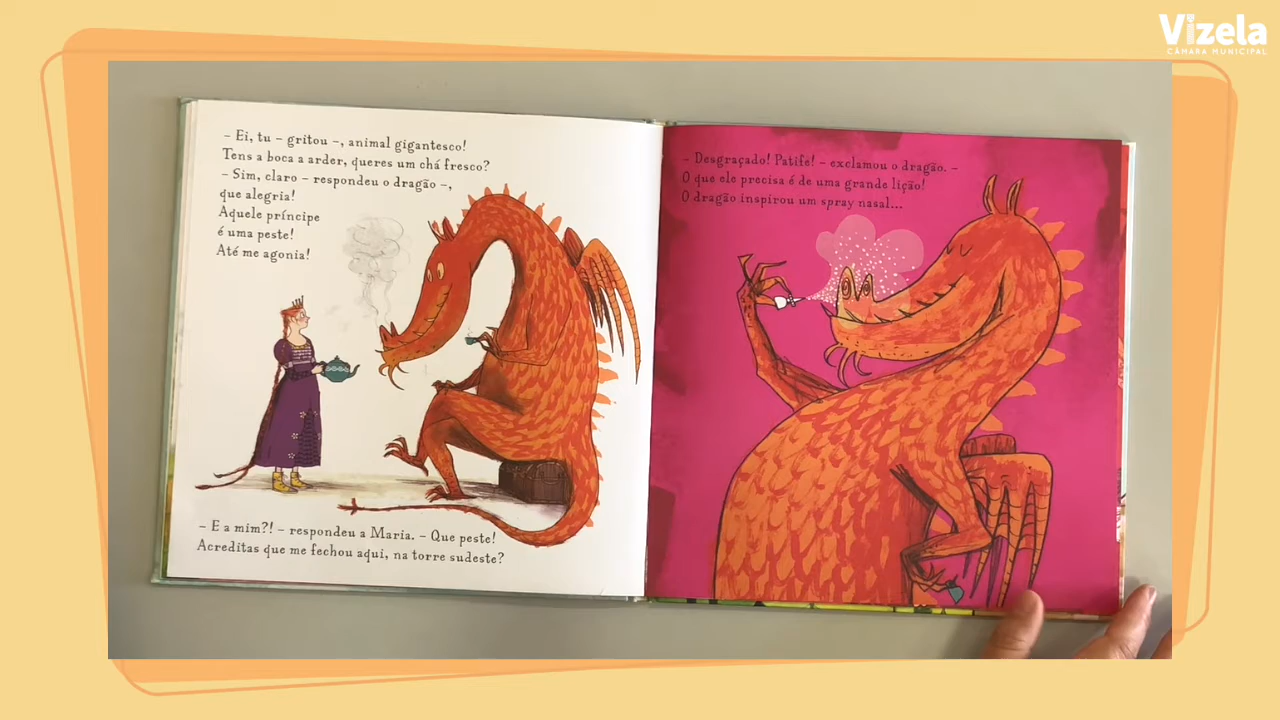 Vizela
CÂMARA MUNICIPAL
– Ei, tu – gritou –, animal gigantesco!
Tens a boca a arder, queres um chá fresco?
– Sim, claro – respondeu o dragão –,
que alegria!
Aquele príncipe
é uma peste!
Até me agonia!
– E a mim?! – respondeu a Maria. – Que peste!
Acreditas que me fechou aqui, na torre sudeste?
– Desgraçado! Patife! – exclamou o dragão. –
O que ele precisa é de uma grande lição!
O dragão inspirou um spray nasal...